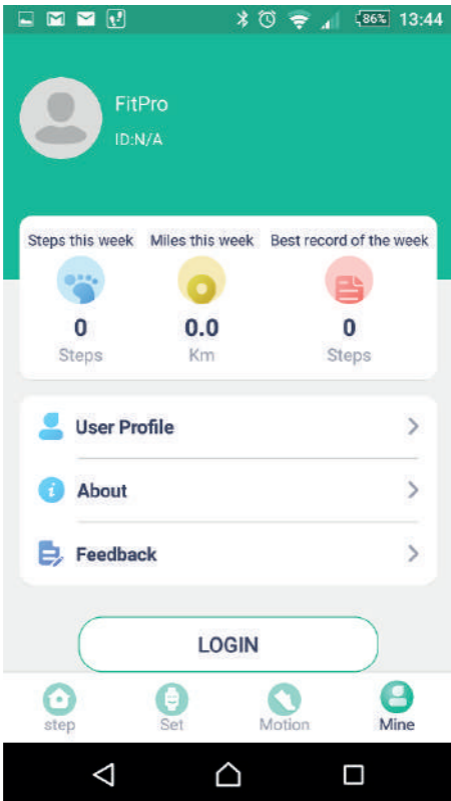 86% 13:44
FitPro
ID:N/A
Steps this week Miles this week Best record of the week
0 0.0 0
Steps Km Steps
User Profile
About
Feedback
LOGIN
step Set Motion Mine